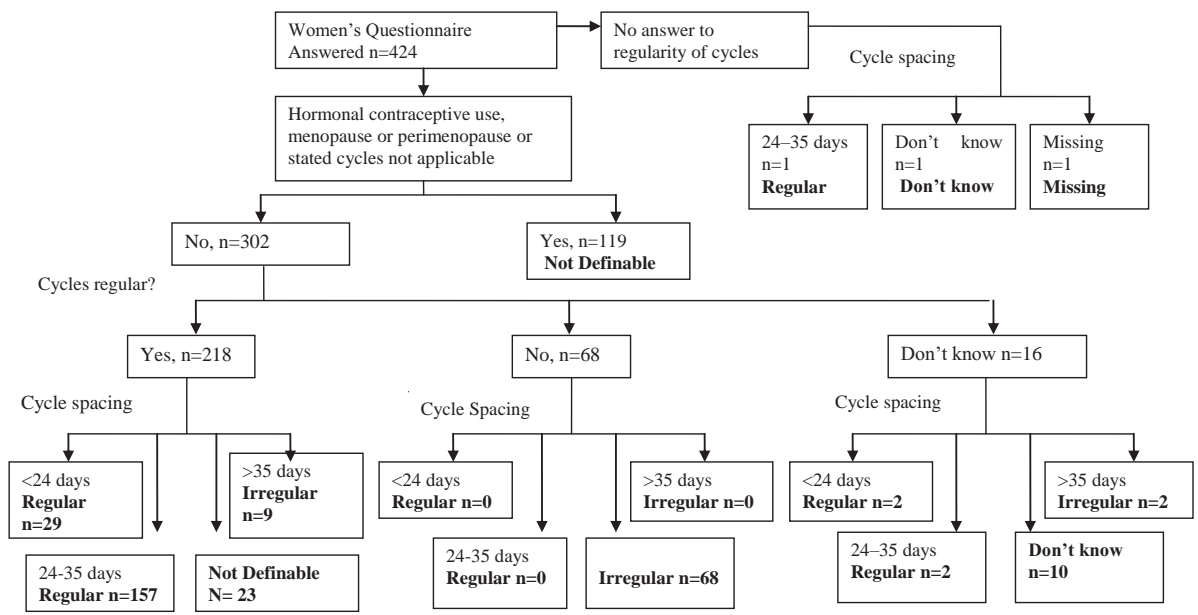 Women's Questionnaire
Answered n=424
No answer to
regularity of cycles
Cycle spacing
Hormonal contraceptive use,
menopause or perimenopause or
stated cycles not applicable
24–35 days
n=1
Regular
Don't know
n=1
Don't know
Missing
n=1
Missing
No, n=302
Yes, n=119
Not Definable
Cycles regular?
Yes, n=218
No, n=68
Don't know n=16
Cycle spacing
Cycle Spacing
Cycle spacing
<24 days
Regular
n=29
>35 days
Irregular
n=9
<24 days
Regular n=0
>35 days
Irregular n=0
<24 days
Regular n=2
>35 days
Irregular n=2
24-35 days
Regular n=157
Not Definable
N= 23
24-35 days
Regular n=0
Irregular n=68
24–35 days
Regular n=2
Don't know
n=10